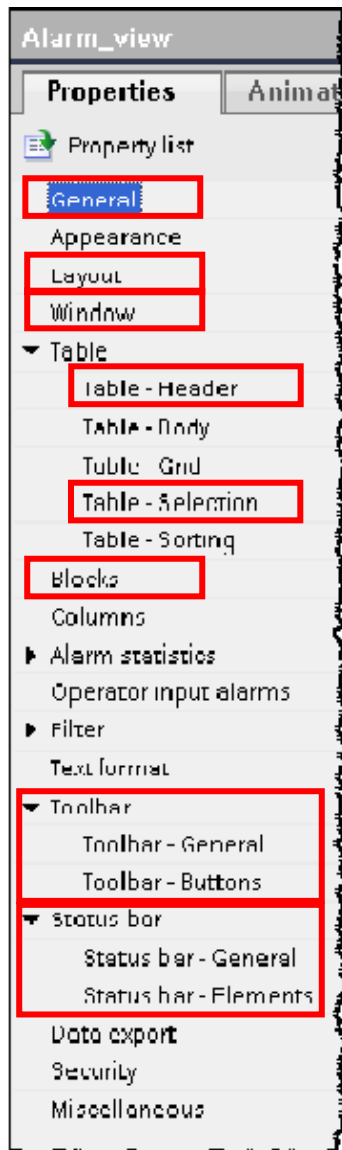 Alarm_view
Properties
Animat
Property list
General
Appearance
Layout
Window
Table
Table - Header
Table - Body
Table - Grid
Table - Selection
Table - Sorting
Blocks
Columns
Alarm statistics
Operator input alarms
Filter
Text format
Toolbar
Toolbar - General
Toolbar - Buttons
Status bar
Status bar - General
Status bar - Elements
Data export
Security
Miscellaneous